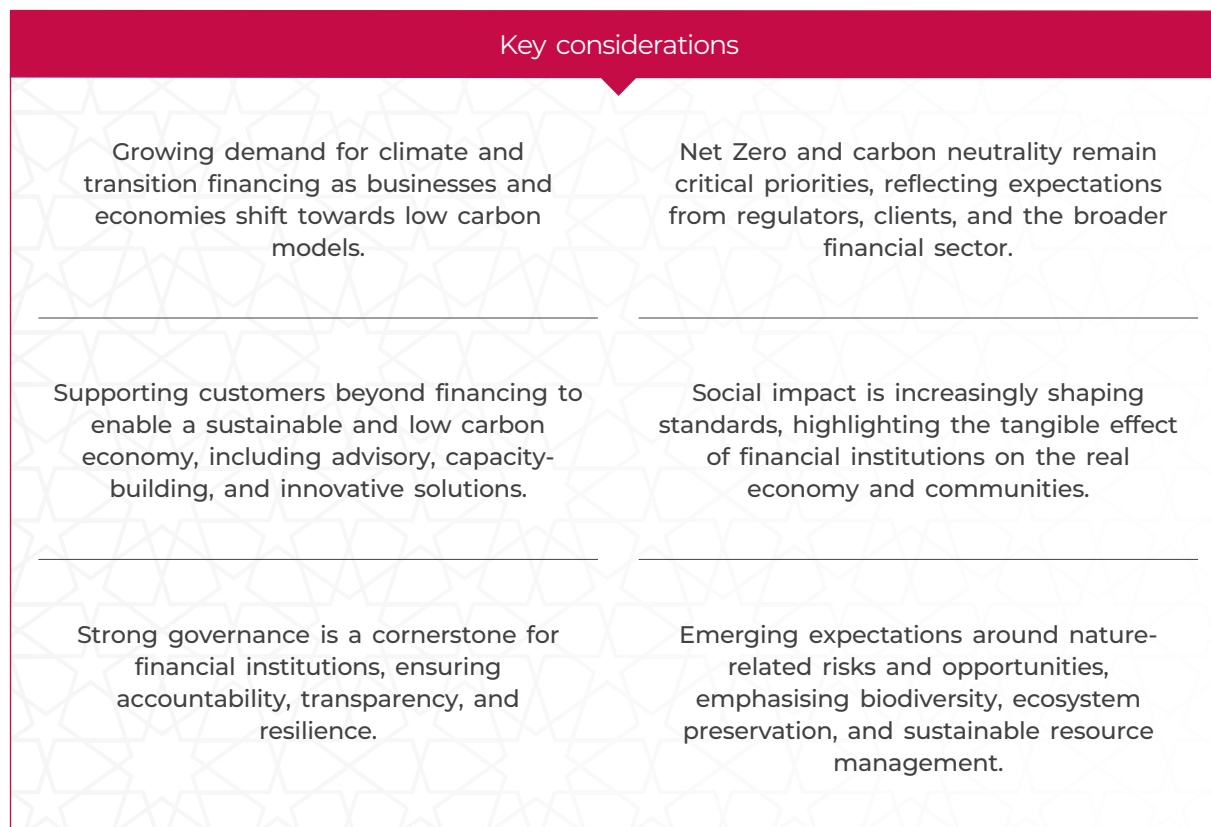 Key considerations
Growing demand for climate and
transition financing as businesses and
economies shift towards low carbon
models.
Net Zero and carbon neutrality remain
critical priorities, reflecting expectations
from regulators, clients, and the broader
financial sector.
Supporting customers beyond financing to
enable a sustainable and low carbon
economy, including advisory, capacity-
building, and innovative solutions.
Social impact is increasingly shaping
standards, highlighting the tangible effect
of financial institutions on the real
economy and communities.
Strong governance is a cornerstone for
financial institutions, ensuring
accountability, transparency, and
resilience.
Emerging expectations around nature-
related risks and opportunities,
emphasising biodiversity, ecosystem
preservation, and sustainable resource
management.